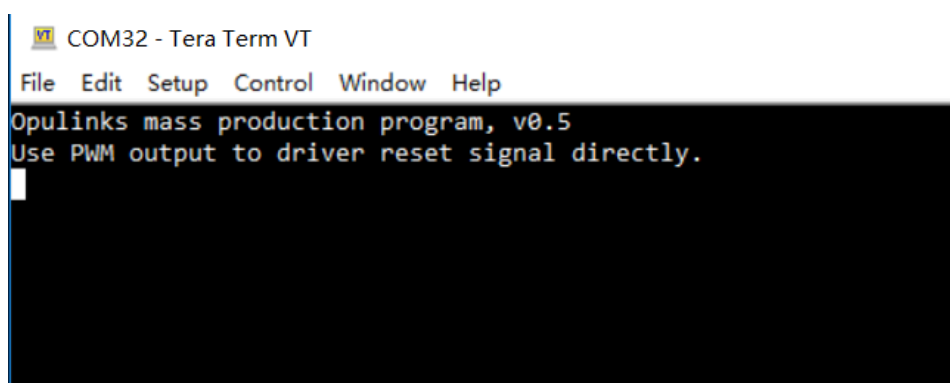 COM32 - Tera Term VT
File Edit Setup Control Window Help
Opulinks mass production program, v0.5
Use PWM output to driver reset signal directly.